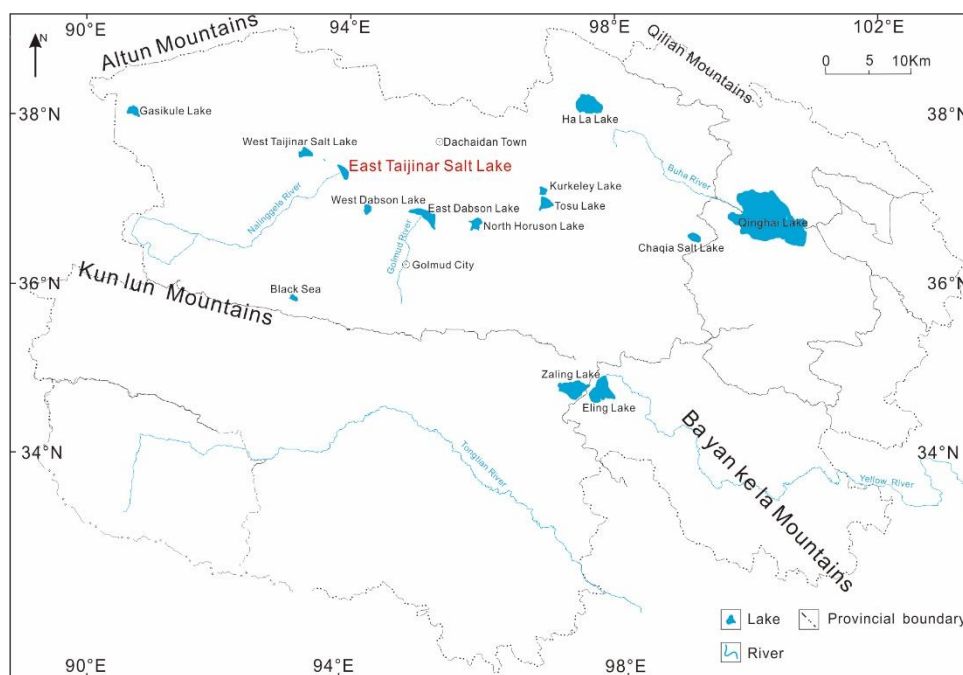 90°E
94°E
98°E
102°E
N
Altun Mountains
Qilian Mountains
0 5 10Km
38°N
38°N
Gasikule Lake
Ha La Lake
West Taijinar Salt Lake
Dachaidan Town
East Taijinar Salt Lake
Buha River
Kurkeley Lake
Nalinggele River
West Dabson Lake
Tosu Lake
East Dabson Lake
North Horuson Lake
Qinghai Lake
Golmud River
Chaqia Salt Lake
Golmud City
36°N
36°N
Kun lun Mountains
Black Sea
Zaling Lake
Eling Lake
Ba yan ke la Mountains
34°N
34°N
Tongtian River
Yellow River
Lake
Provincial boundary
River
90°E
94°E
98°E